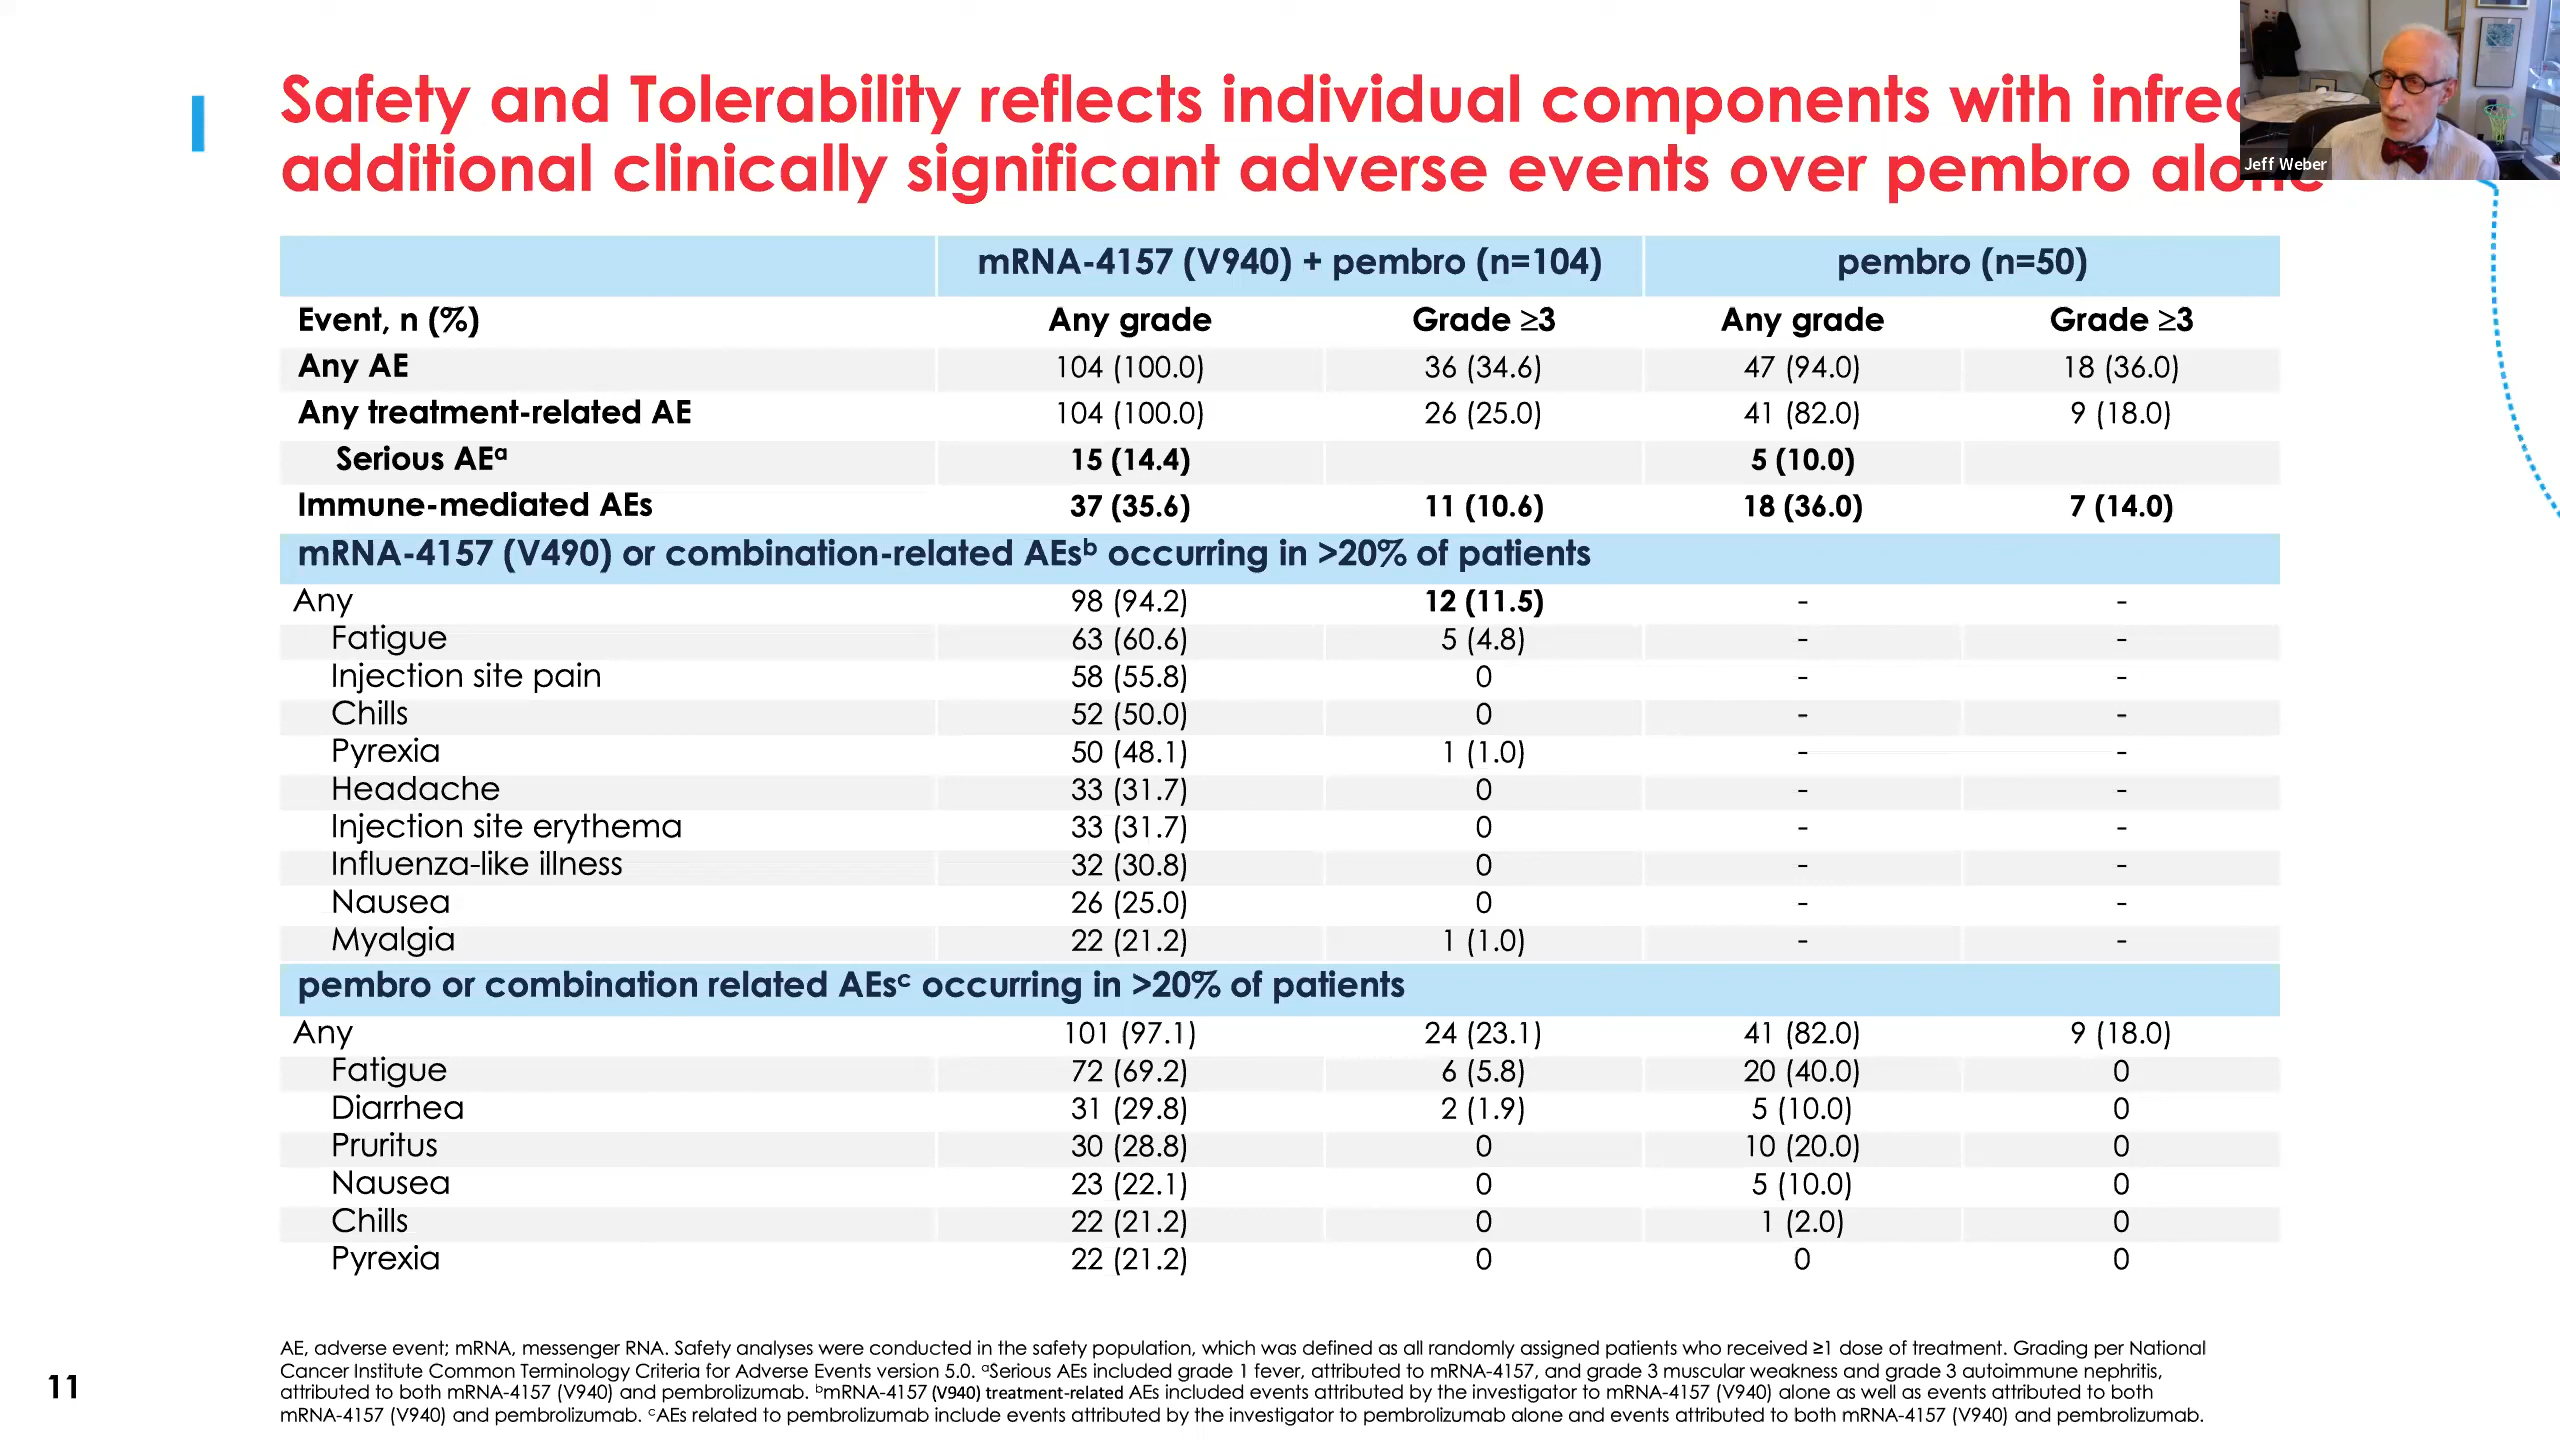 Safety and Tolerability reflects individual components with
additional clinically significant adverse events over pembro alone
Jeff Weber
mRNA-4157 (V940) + pembro (n=104) pembro (n=50)
Event, n (%) Any grade Grade ≥3 Any grade Grade ≥3
Any AE 104 (100.0) 36 (34.6) 47 (94.0) 18 (36.0)
Any treatment-related AE 104 (100.0) 26 (25.0) 41 (82.0) 9 (18.0)
Serious AEᵃ 15 (14.4) 5 (10.0)
Immune-mediated AEs 37 (35.6) 11 (10.6) 18 (36.0) 7 (14.0)
mRNA-4157 (V490) or combination-related AEsᵇ occurring in >20% of patients
Any 98 (94.2) 12 (11.5) - -
Fatigue 63 (60.6) 5 (4.8) - -
Injection site pain 58 (55.8) 0 - -
Chills 52 (50.0) 0 - -
Pyrexia 50 (48.1) 1 (1.0) - -
Headache 33 (31.7) 0 - -
Injection site erythema 33 (31.7) 0 - -
Influenza-like illness 32 (30.8) 0 - -
Nausea 26 (25.0) 0 - -
Myalgia 22 (21.2) 1 (1.0) - -
pembro or combination related AEsᶜ occurring in >20% of patients
Any 101 (97.1) 24 (23.1) 41 (82.0) 9 (18.0)
Fatigue 72 (69.2) 6 (5.8) 20 (40.0) 0
Diarrhea 31 (29.8) 2 (1.9) 5 (10.0) 0
Pruritus 30 (28.8) 0 10 (20.0) 0
Nausea 23 (22.1) 0 5 (10.0) 0
Chills 22 (21.2) 0 1 (2.0) 0
Pyrexia 22 (21.2) 0 0 0
AE, adverse event; mRNA, messenger RNA. Safety analyses were conducted in the safety population, which was defined as all randomly assigned patients who received ≥1 dose of treatment. Grading per National
Cancer Institute Common Terminology Criteria for Adverse Events version 5.0. ᵃSerious AEs included grade 1 fever, attributed to mRNA-4157, and grade 3 muscular weakness and grade 3 autoimmune nephritis,
attributed to both mRNA-4157 (V940) and pembrolizumab. ᵇmRNA-4157 (V940) treatment-related AEs included events attributed by the investigator to mRNA-4157 (V940) alone as well as events attributed to both
mRNA-4157 (V940) and pembrolizumab. ᶜAEs related to pembrolizumab include events attributed by the investigator to pembrolizumab alone and events attributed to both mRNA-4157 (V940) and pembrolizumab.
11